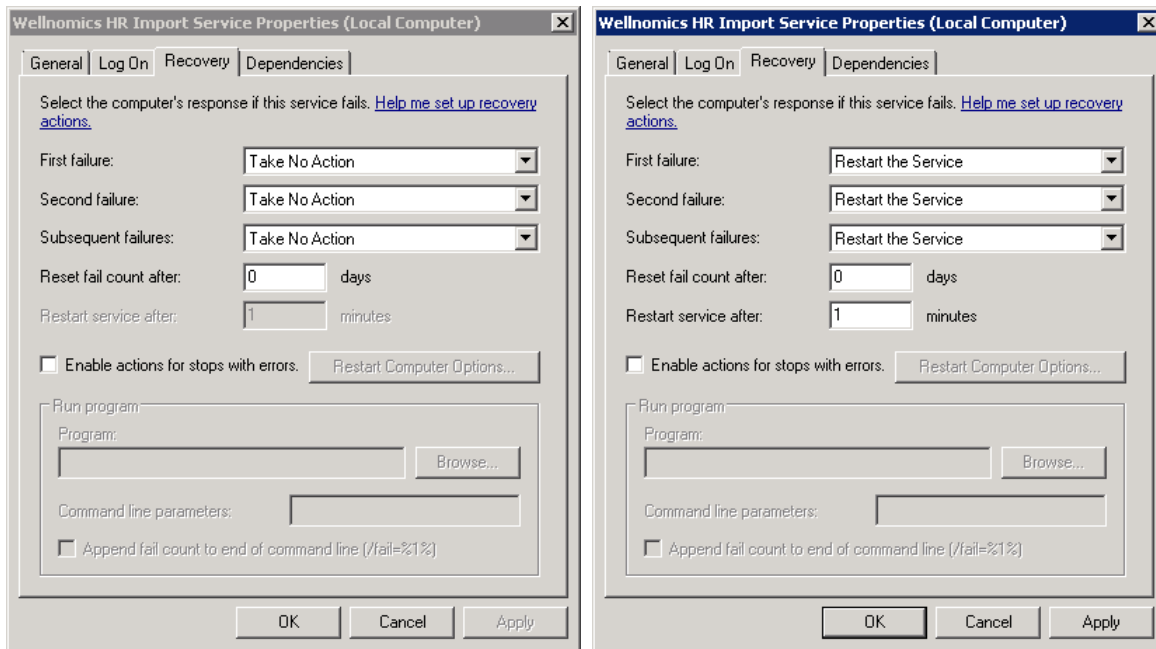 Wellnomics HR Import Service Properties (Local Computer)
General Log On Recovery Dependencies
Select the computer's response if this service fails. Help me set up recovery
actions.
First failure: Take No Action
Second failure: Take No Action
Subsequent failures: Take No Action
Reset fail count after: 0 days
Restart service after: 1 minutes
Enable actions for stops with errors. Restart Computer Options...
Run program
Program:
Browse...
Command line parameters:
Append fail count to end of command line (/fail=%1%)
OK Cancel Apply
Wellnomics HR Import Service Properties (Local Computer)
General Log On Recovery Dependencies
Select the computer's response if this service fails. Help me set up recovery
actions.
First failure: Restart the Service
Second failure: Restart the Service
Subsequent failures: Restart the Service
Reset fail count after: 0 days
Restart service after: 1 minutes
Enable actions for stops with errors. Restart Computer Options...
Run program
Program:
Browse...
Command line parameters:
Append fail count to end of command line (/fail=%1%)
OK Cancel Apply